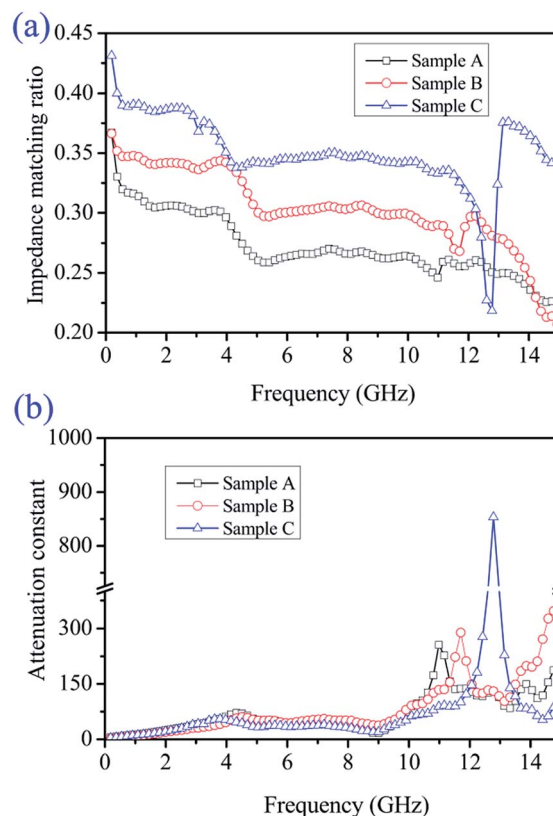 (a)
0.45
0.40
0.35
0.30
0.25
0.20
Impedance matching ratio
Sample A
Sample B
Sample C
0 2 4 6 8 10 12 14
Frequency (GHz)
(b)
1000
900
850
300
150
0
Attenuation constant
Sample A
Sample B
Sample C
0 2 4 6 8 10 12 14
Frequency (GHz)